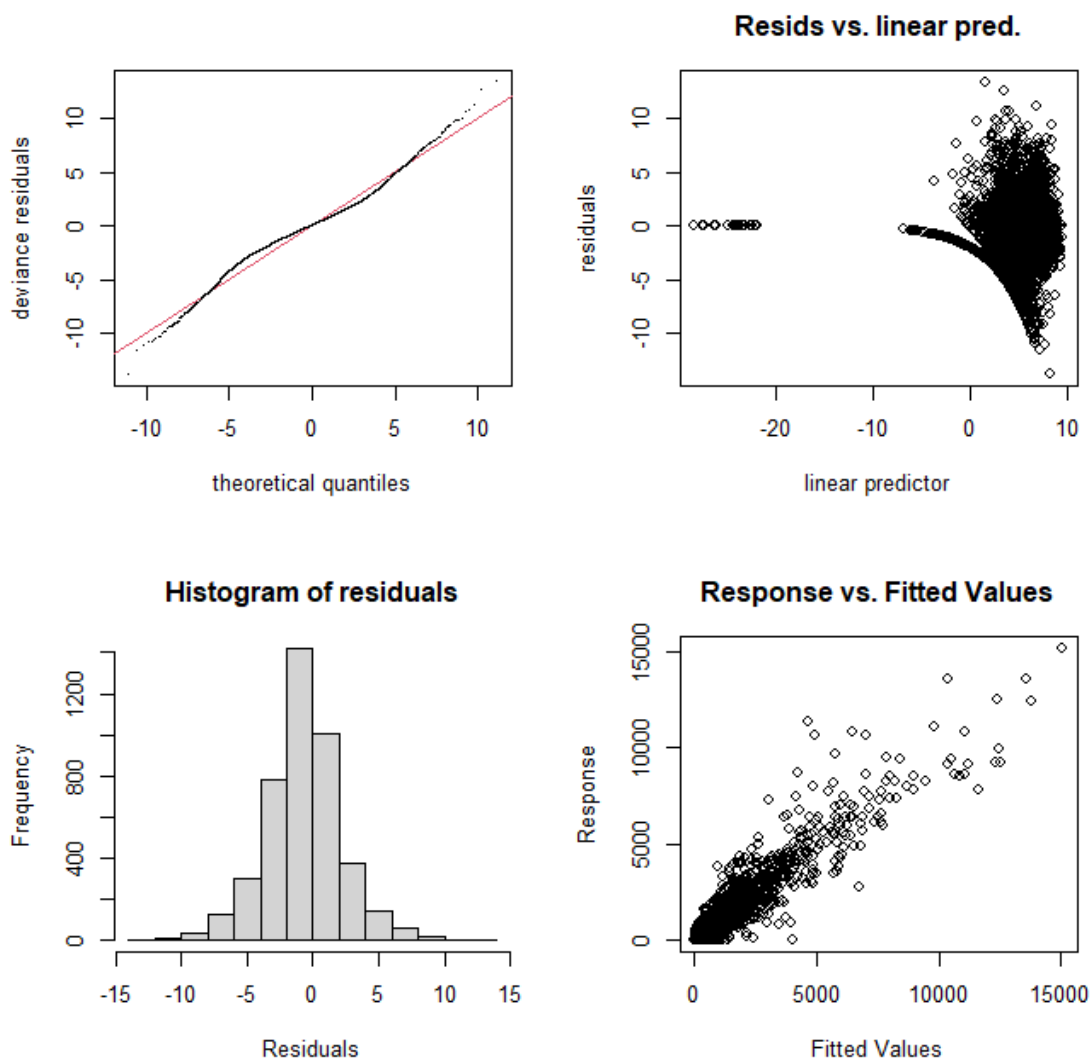 Resids vs. linear pred.
deviance residuals
10
5
0
-5
-10
-10 -5 0 5 10
theoretical quantiles
residuals
10
5
0
-5
-10
-20 -10 0 10
linear predictor
Histogram of residuals
Frequency
1200
800
400
0
-15 -10 -5 0 5 10 15
Residuals
Response vs. Fitted Values
Response
15000
10000
5000
0
0 5000 10000 15000
Fitted Values